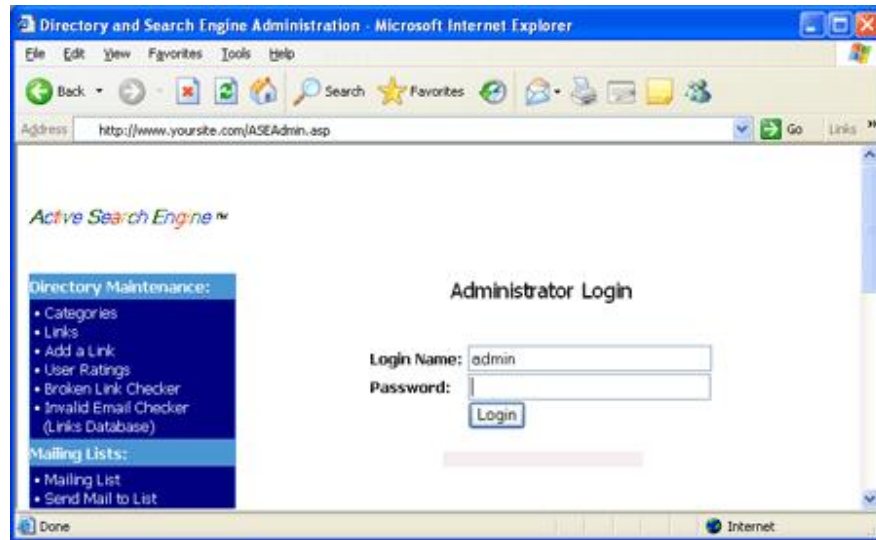 Directory and Search Engine Administration - Microsoft Internet Explorer
File Edit View Favorites Tools Help
Back Search Favorites
Address http://www.yoursite.com/ASEAdmin.asp Go Links »
Active Search Engine ™
Directory Maintenance:
• Categories
• Links
• Add a Link
• User Ratings
• Broken Link Checker
• Invalid Email Checker
(Links Database)
Mailing Lists:
• Mailing List
• Send Mail to List
Administrator Login
Login Name: admin
Password:
Login
Done Internet